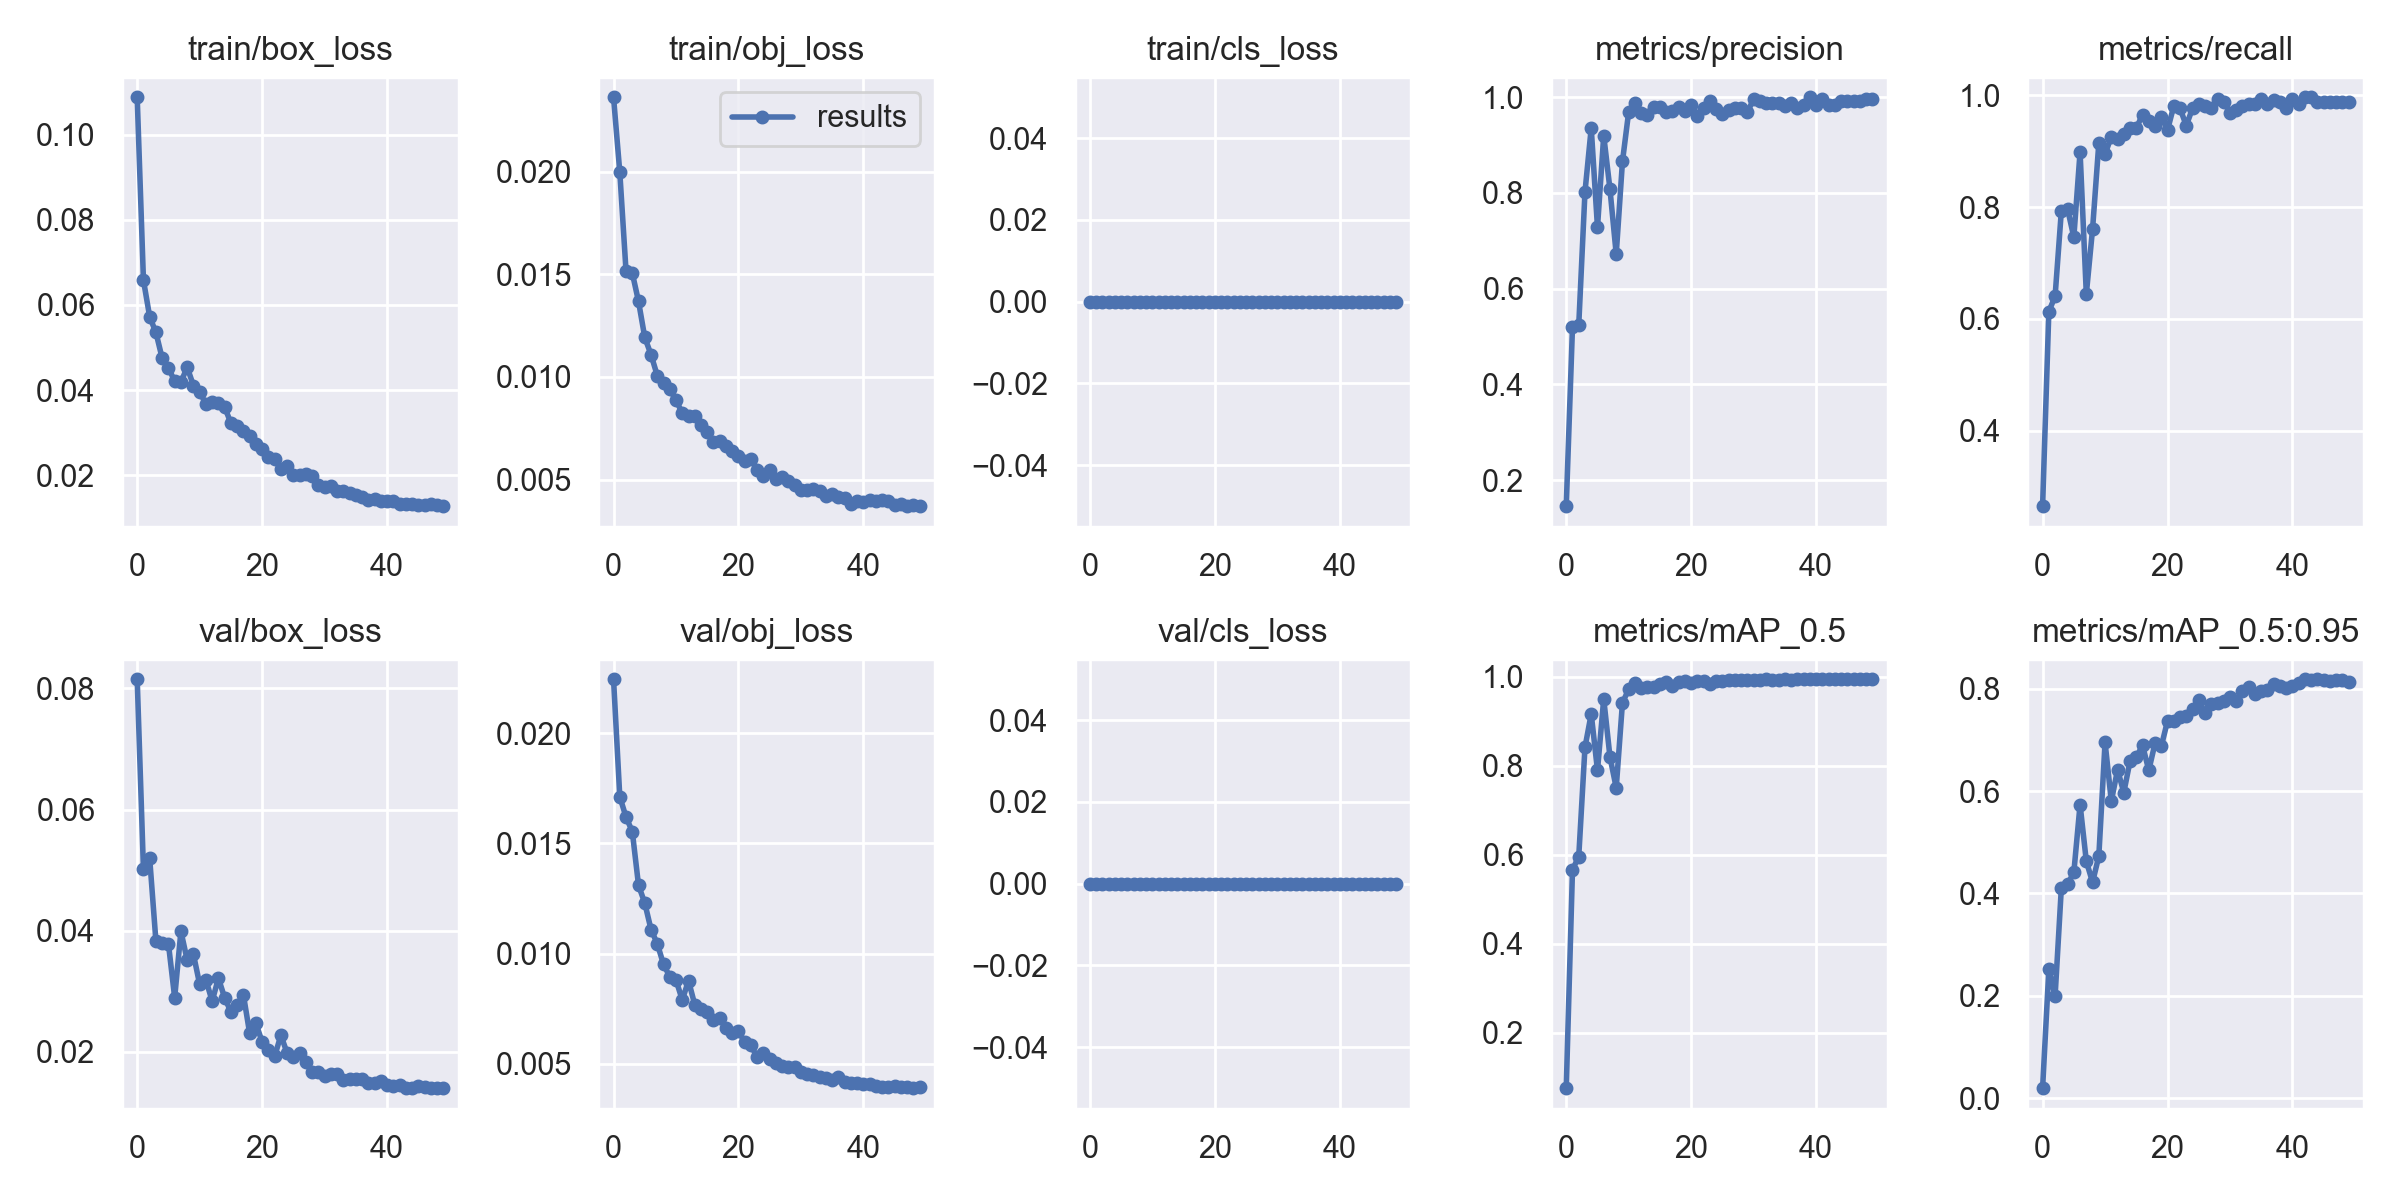 train/box_loss
0.10
0.08
0.06
0.04
0.02
0 20 40
train/obj_loss
results
0.020
0.015
0.010
0.005
0 20 40
train/cls_loss
0.04
0.02
0.00
−0.02
−0.04
0 20 40
metrics/precision
1.0
0.8
0.6
0.4
0.2
0 20 40
metrics/recall
1.0
0.8
0.6
0.4
0 20 40
val/box_loss
0.08
0.06
0.04
0.02
0 20 40
val/obj_loss
0.020
0.015
0.010
0.005
0 20 40
val/cls_loss
0.04
0.02
0.00
−0.02
−0.04
0 20 40
metrics/mAP_0.5
1.0
0.8
0.6
0.4
0.2
0 20 40
metrics/mAP_0.5:0.95
0.8
0.6
0.4
0.2
0.0
0 20 40